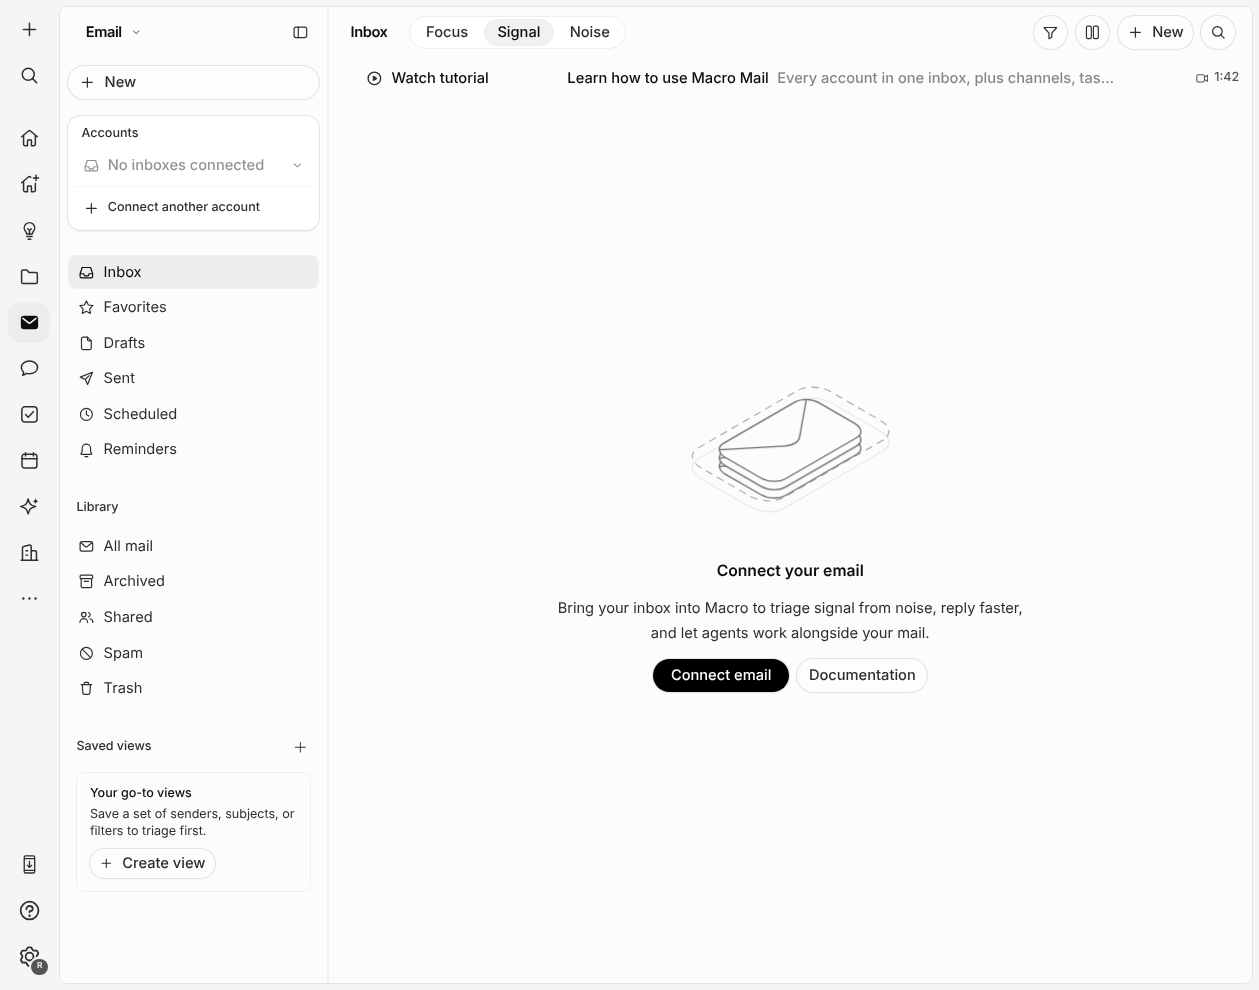 Email
New
Accounts
No inboxes connected
Connect another account
Inbox
Favorites
Drafts
Sent
Scheduled
Reminders
Library
All mail
Archived
Shared
Spam
Trash
Saved views
Your go-to views
Save a set of senders, subjects, or
filters to triage first.
Create view
R
Inbox Focus Signal Noise New
Watch tutorial Learn how to use Macro Mail Every account in one inbox, plus channels, tas... 1:42
Connect your email
Bring your inbox into Macro to triage signal from noise, reply faster,
and let agents work alongside your mail.
Connect email Documentation